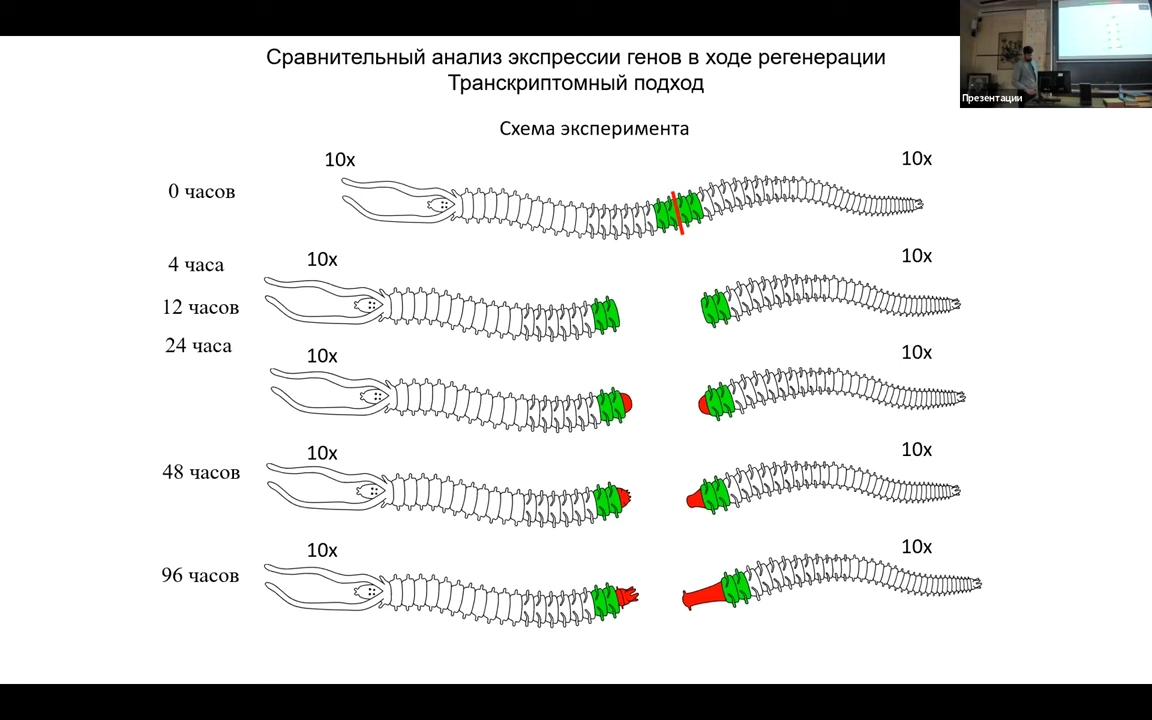 Сравнительный анализ экспрессии генов в ходе регенерации
Транскриптомный подход
Презентации
Схема эксперимента
10x
10x
0 часов
4 часа
10x
10x
12 часов
24 часа
10x
10x
48 часов
10x
10x
96 часов
10x
10x